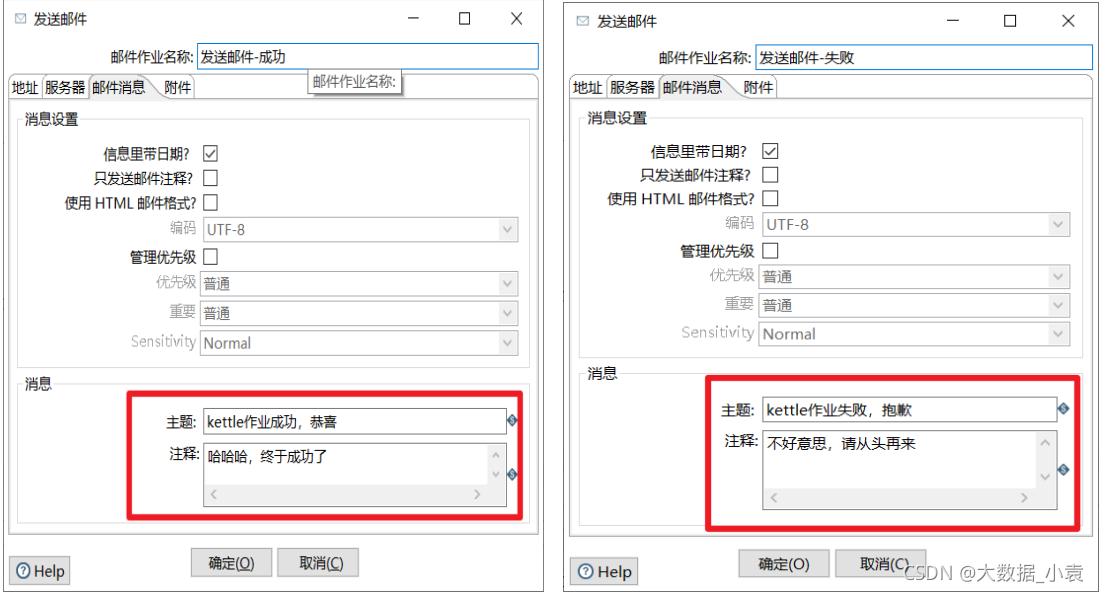 发送邮件
邮件作业名称: 发送邮件-成功
邮件作业名称:
地址 服务器 邮件消息 附件
消息设置
信息里带日期?
只发送邮件注释?
使用 HTML 邮件格式?
编码 UTF-8
管理优先级
优先级 普通
重要 普通
Sensitivity Normal
消息
主题: kettle作业成功，恭喜
注释: 哈哈哈，终于成功了
Help
确定(O) 取消(C)
发送邮件
邮件作业名称: 发送邮件-失败
地址 服务器 邮件消息 附件
消息设置
信息里带日期?
只发送邮件注释?
使用 HTML 邮件格式?
编码 UTF-8
管理优先级
优先级 普通
重要 普通
Sensitivity Normal
消息
主题: kettle作业失败，抱歉
注释: 不好意思，请从头再来
Help
确定(O) 取消(C)
CSDN @大数据_小袁